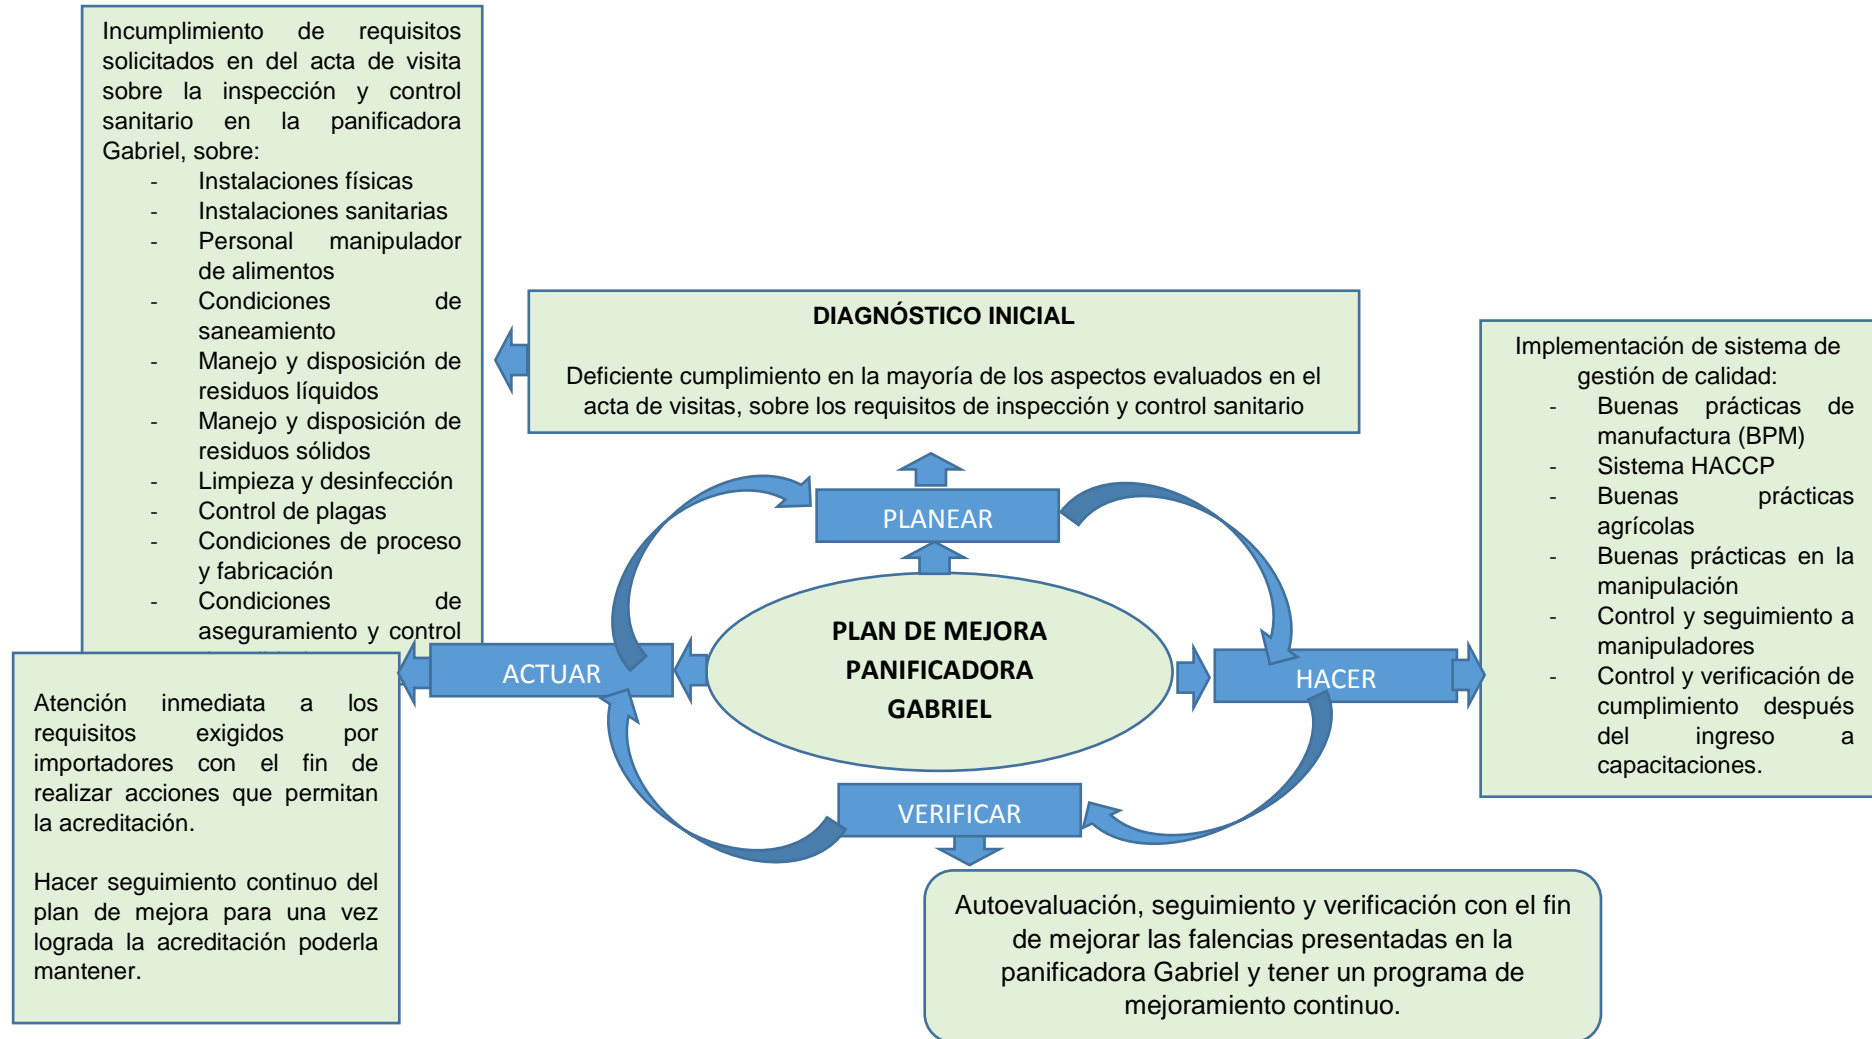 Incumplimiento de requisitos
solicitados en del acta de visita
sobre la inspección y control
sanitario en la panificadora
Gabriel, sobre:
- Instalaciones físicas
- Instalaciones sanitarias
- Personal manipulador
de alimentos
- Condiciones de
saneamiento
- Manejo y disposición de
residuos líquidos
- Manejo y disposición de
residuos sólidos
- Limpieza y desinfección
- Control de plagas
- Condiciones de proceso
y fabricación
- Condiciones de
aseguramiento y control
DIAGNÓSTICO INICIAL
Deficiente cumplimiento en la mayoría de los aspectos evaluados en el
acta de visitas, sobre los requisitos de inspección y control sanitario
PLANEAR
PLAN DE MEJORA
PANIFICADORA
GABRIEL
HACER
Implementación de sistema de
gestión de calidad:
- Buenas prácticas de
manufactura (BPM)
- Sistema HACCP
- Buenas prácticas
agrícolas
- Buenas prácticas en la
manipulación
- Control y seguimiento a
manipuladores
- Control y verificación de
cumplimiento después
del ingreso a
capacitaciones.
VERIFICAR
Autoevaluación, seguimiento y verificación con el fin
de mejorar las falencias presentadas en la
panificadora Gabriel y tener un programa de
mejoramiento continuo.
ACTUAR
Atención inmediata a los
requisitos exigidos por
importadores con el fin de
realizar acciones que permitan
la acreditación.
Hacer seguimiento continuo del
plan de mejora para una vez
lograda la acreditación poderla
mantener.